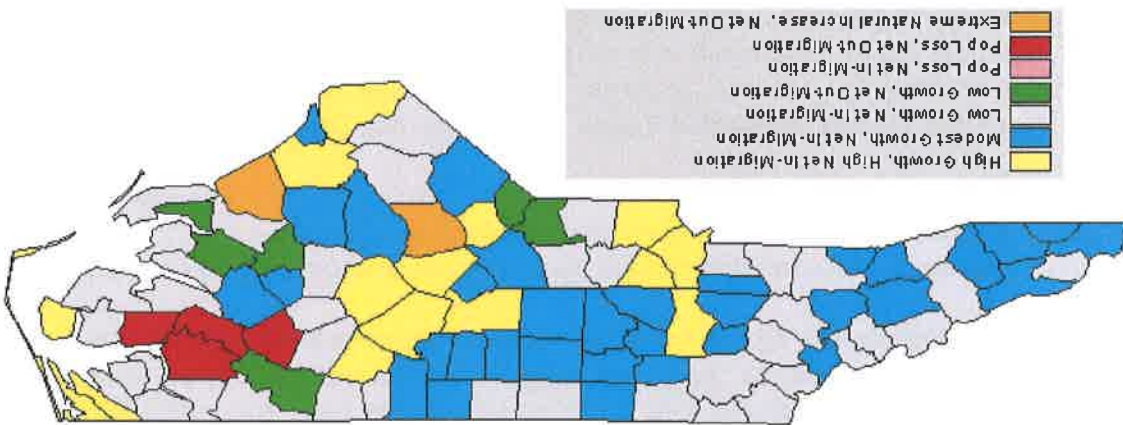 High Growth, High Net In-Migration
Modest Growth, Net In-Migration
Low Growth, Net In-Migration
Low Growth, Net Out-Migration
Pop Loss, Net In-Migration
Pop Loss, Net Out-Migration
Extreme Natural Increase, Net Out-Migration